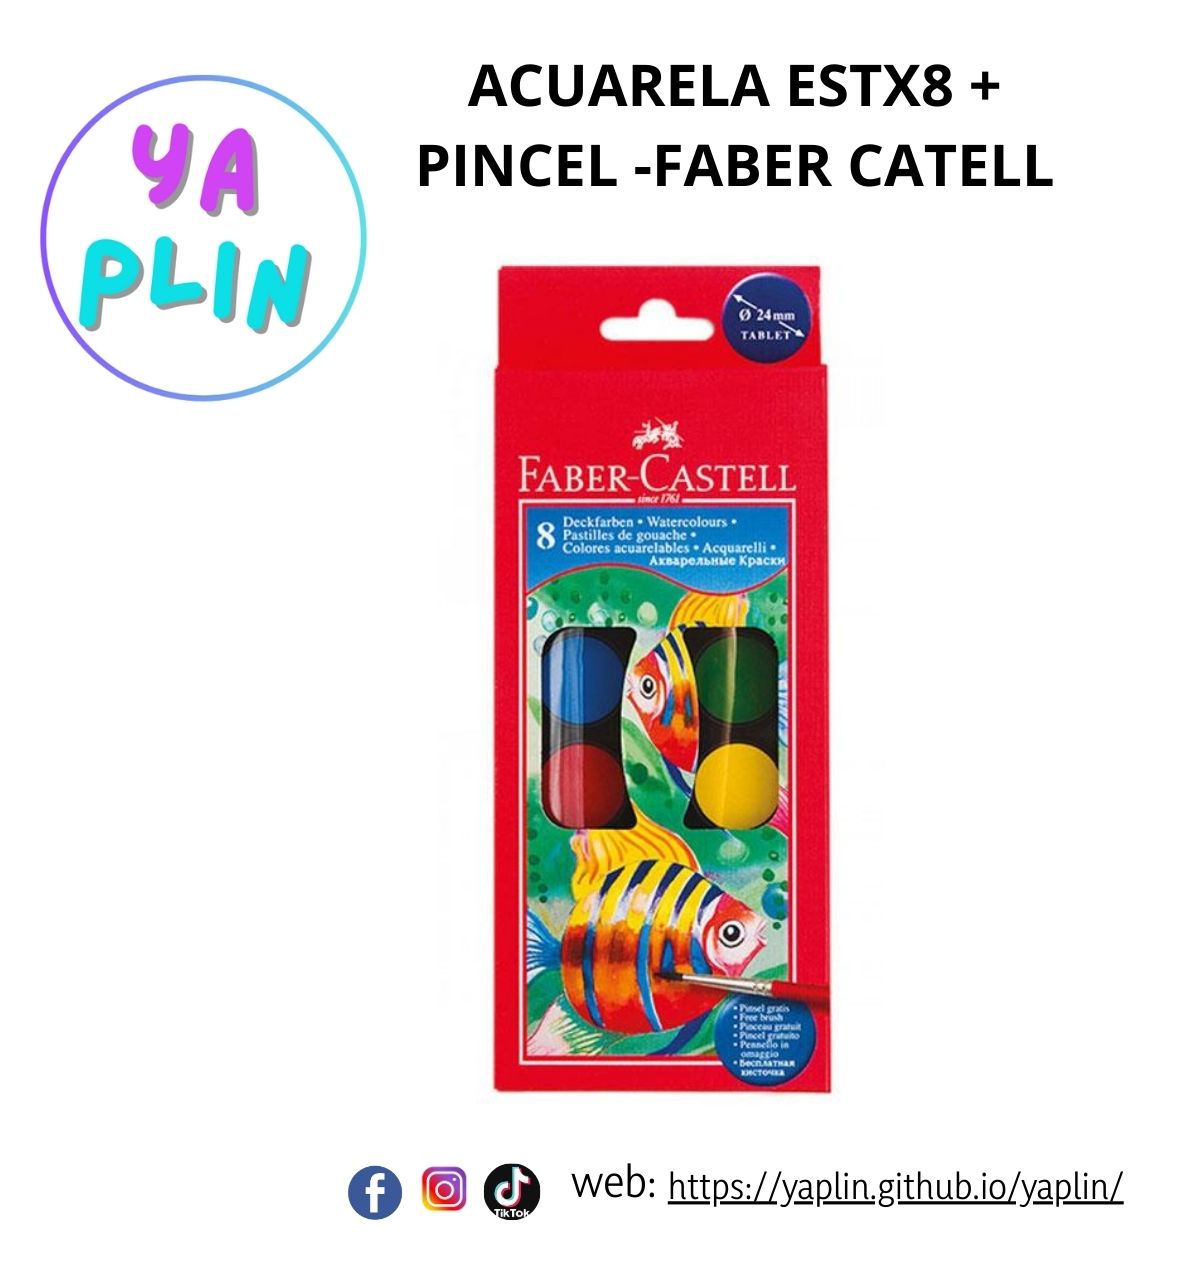 YA
PLIN
ACUARELA ESTX8 +
PINCEL -FABER CATELL
Ø 24mm
TABLET
FABER-CASTELL
since 1761
8 Deckfarben • Watercolours •
Pastilles de gouache •
Colores acuarelables • Acquarelli •
Акварельные Краски
• Pinsel gratis
• Free brush
• Pinceau gratuit
• Pincel gratuito
• Pennello in
omaggio
• Бесплатная
кисточка
TikTok
web: https://yaplin.github.io/yaplin/